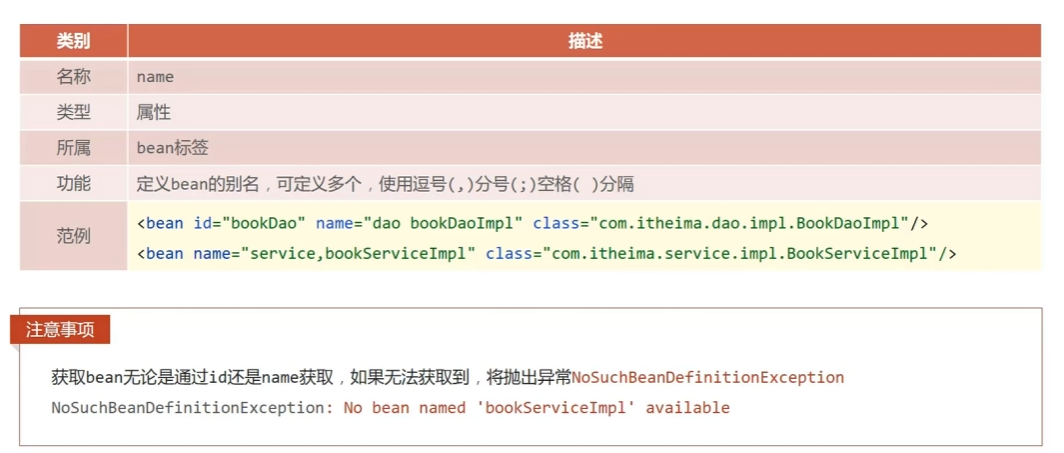 类别 描述
名称 name
类型 属性
所属 bean标签
功能 定义bean的别名，可定义多个，使用逗号(,)分号(;)空格( )分隔
范例
<bean id="bookDao" name="dao bookDaoImpl" class="com.itheima.dao.impl.BookDaoImpl"/>
<bean name="service,bookServiceImpl" class="com.itheima.service.impl.BookServiceImpl"/>
注意事项
获取bean无论是通过id还是name获取，如果无法获取到，将抛出异常NoSuchBeanDefinitionException
NoSuchBeanDefinitionException: No bean named 'bookServiceImpl' available